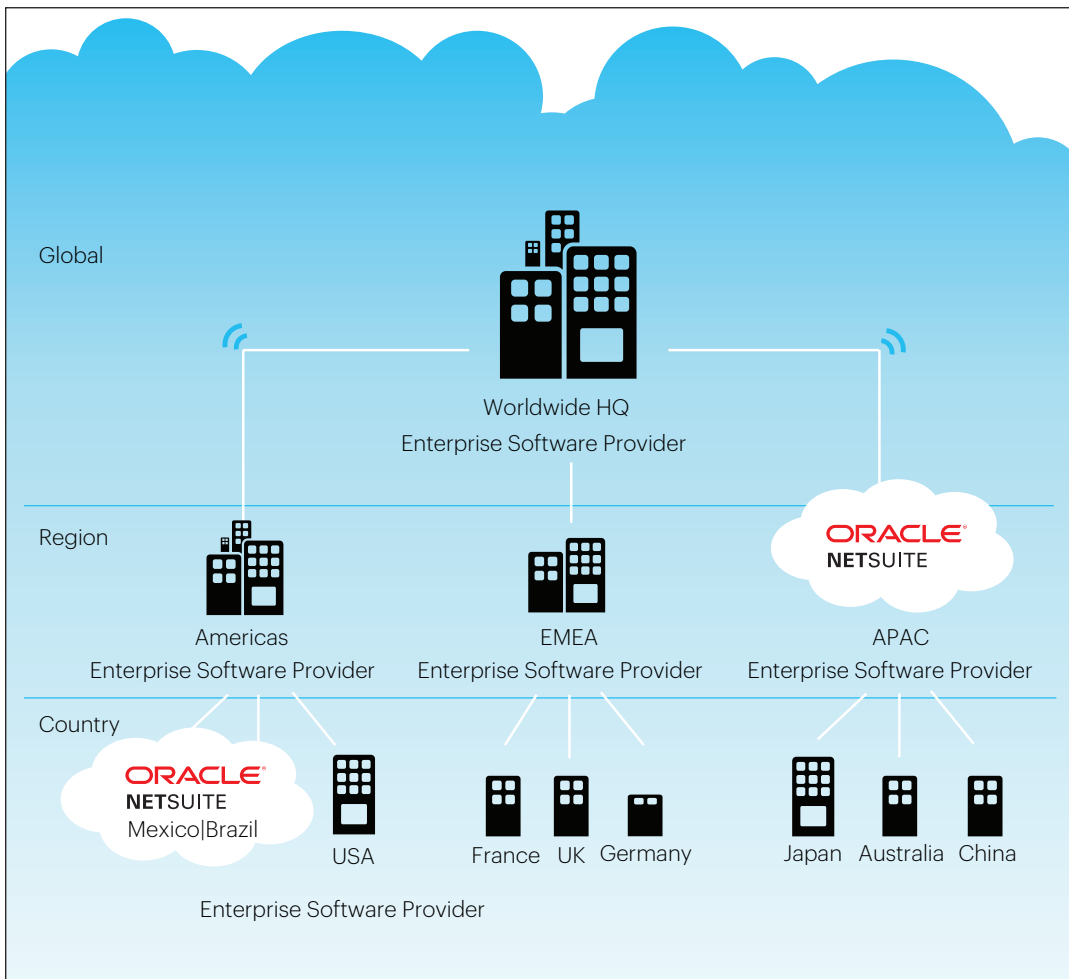 Global
Worldwide HQ
Enterprise Software Provider
Region
ORACLE®
NETSUITE
Americas
Enterprise Software Provider
EMEA
Enterprise Software Provider
APAC
Enterprise Software Provider
Country
ORACLE®
NETSUITE
Mexico|Brazil
USA
France
UK
Germany
Japan
Australia
China
Enterprise Software Provider